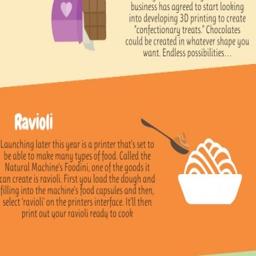 business has agreed to start looking
into developing 3D printing to create
"confectionary treats." Chocolates
could be created in whatever shape you
want. Endless possibilities...
Ravioli
Launching later this year is a printer that's set to
be able to make many types of food. Called the
Natural Machine's Foodini, one of the goods it
can create is ravioli. First you load the dough and
filling into the machine's food capsules and then,
select 'ravioli' on the printers interface. It'll then
print out your ravioli ready to cook